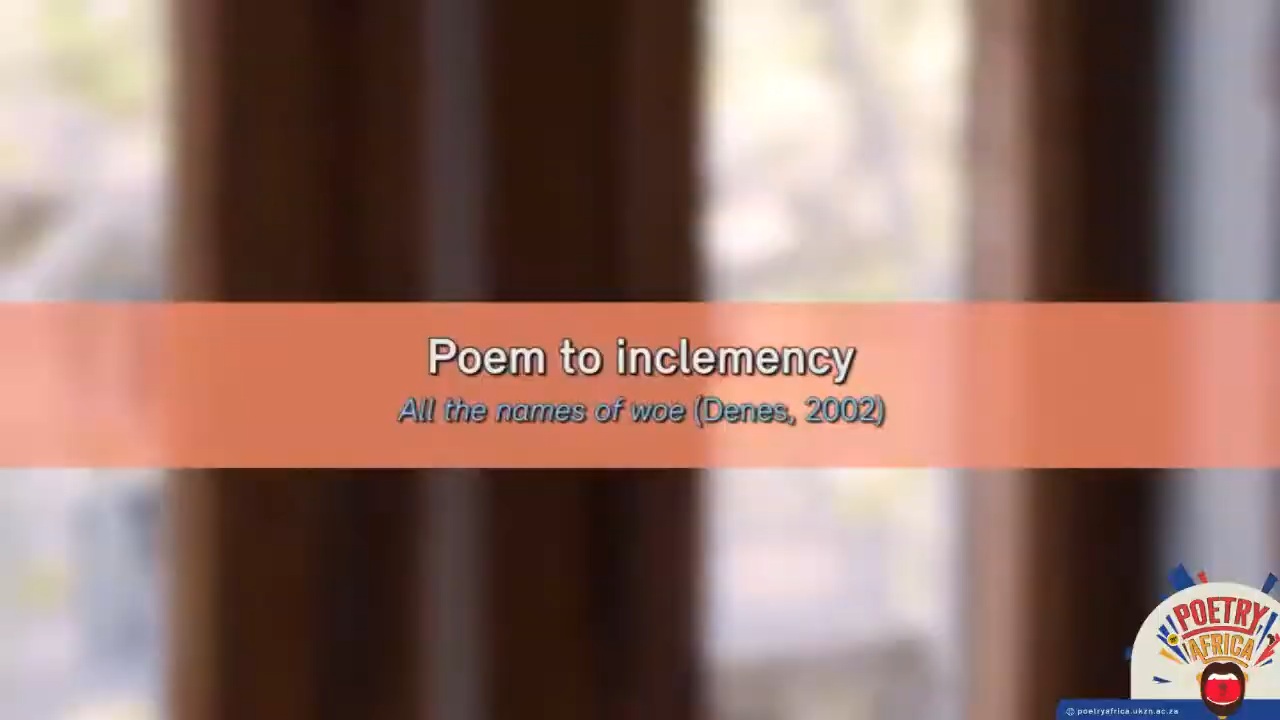 Poem to inclemency
All the names of woe (Denes, 2002)
POETRY
AFRICA
@ poetryafrica.ukzn.ac.za